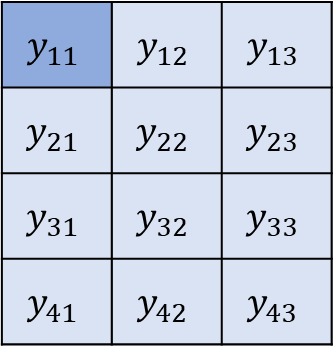 y₁₁ y₁₂ y₁₃
y₂₁ y₂₂ y₂₃
y₃₁ y₃₂ y₃₃
y₄₁ y₄₂ y₄₃